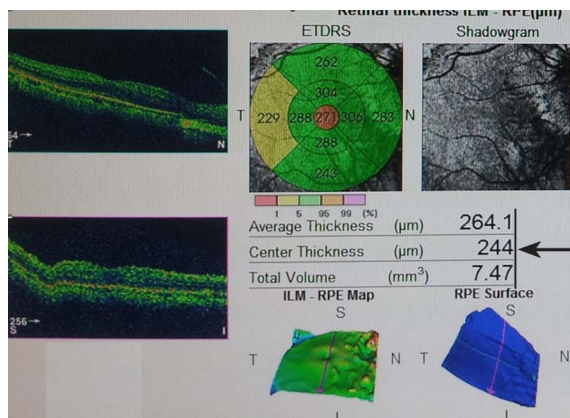 Retinal thickness ILM - RPE(µm)
ETDRS
Shadowgram
262
304
T 229 288 271 306 283 N
288
243
54→
T N
1 5 95 99 (%)
Average Thickness (µm) 264.1
Center Thickness (µm) 244
Total Volume (mm³) 7.47
ILM - RPE Map
RPE Surface
S
S
T N
T N
256→
S I
I